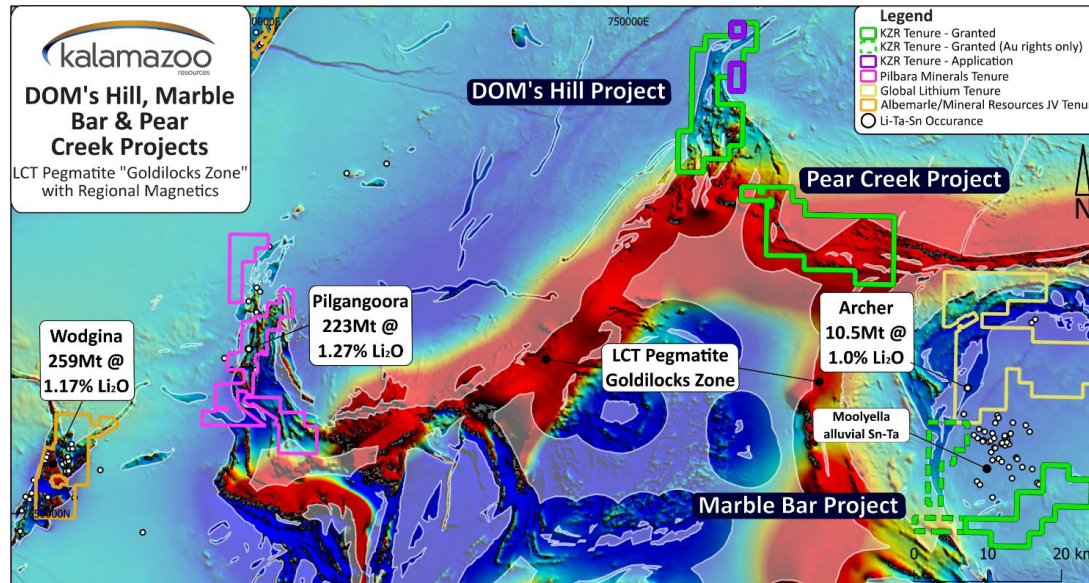 kalamazoo
resources
DOM's Hill, Marble
Bar & Pear
Creek Projects
LCT Pegmatite "Goldilocks Zone"
with Regional Magnetics
750000E
DOM's Hill Project
Legend
KZR Tenure - Granted
KZR Tenure - Granted (Au rights only)
KZR Tenure - Application
Pilbara Minerals Tenure
Global Lithium Tenure
Albemarle/Mineral Resources JV Tenu
Li-Ta-Sn Occurance
Pear Creek Project
N
Pilgangoora
223Mt @
1.27% Li₂O
Wodgina
259Mt @
1.17% Li₂O
LCT Pegmatite
Goldilocks Zone
Archer
10.5Mt @
1.0% Li₂O
Moolyella
alluvial Sn-Ta
Marble Bar Project
0 10 20 km